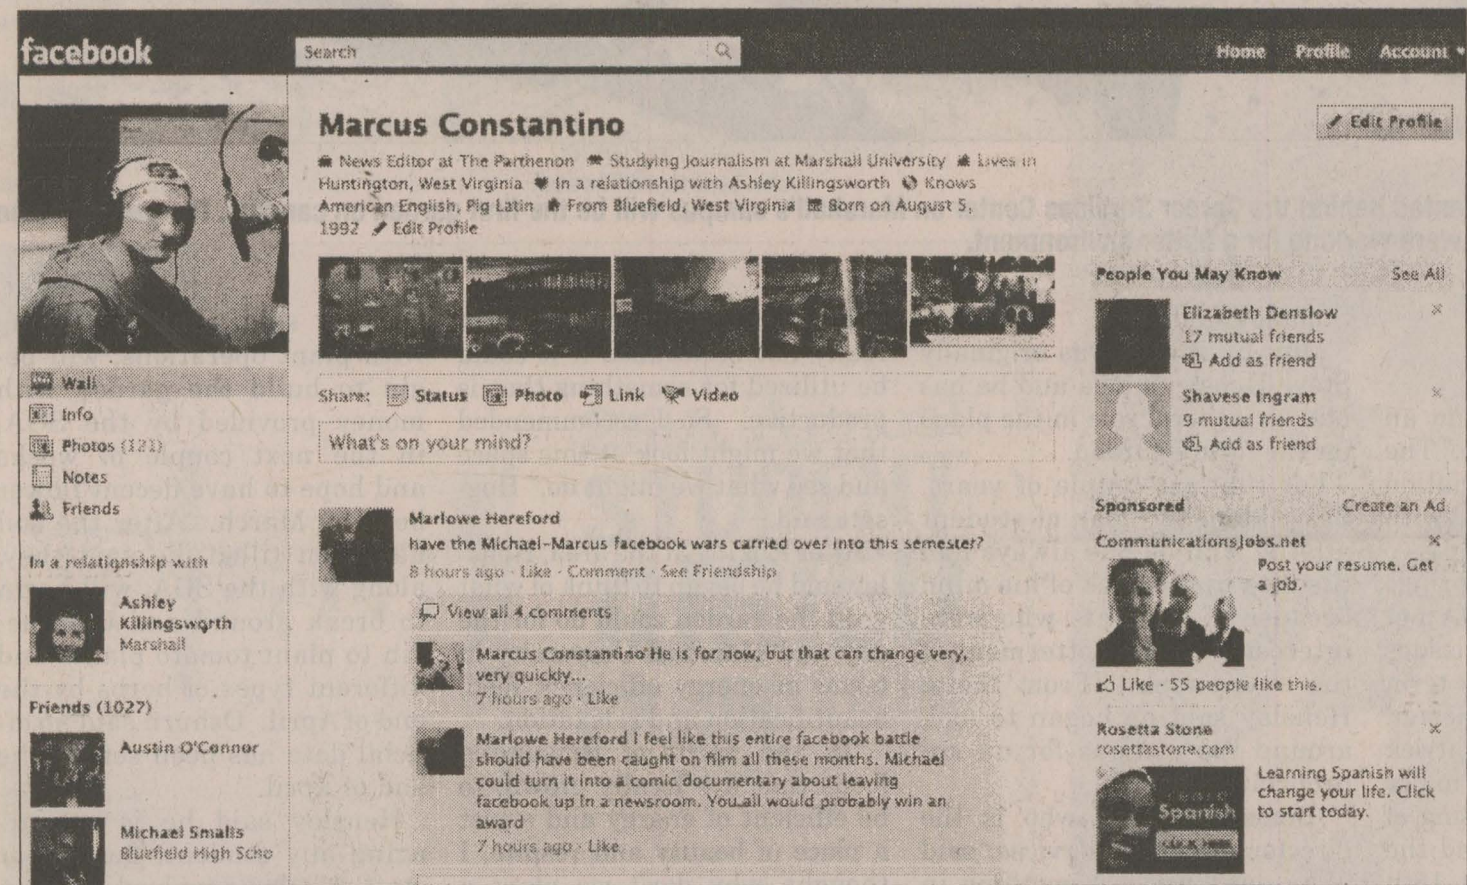 facebook
Search
Home Profile Account
Marcus Constantino
Edit Profile
News Editor at The Parthenon Studying Journalism at Marshall University Lives in
Huntington, West Virginia In a relationship with Ashley Killingsworth Knows
American English, Pig Latin From Bluefield, West Virginia Born on August 5,
1992 Edit Profile
Wall
Info
Photos (121)
Notes
Friends
In a relationship with
Ashley
Killingsworth
Marshall
Friends (1027)
Austin O'Connor
Michael Smalls
Bluefield High Scho
Share: Status Photo Link Video
What's on your mind?
Marlowe Hereford
have the Michael-Marcus facebook wars carried over into this semester?
8 hours ago · Like · Comment · See Friendship
View all 4 comments
Marcus Constantino He is for now, but that can change very,
very quickly...
7 hours ago · Like
Marlowe Hereford I feel like this entire facebook battle
should have been caught on film all these months. Michael
could turn it into a comic documentary about leaving
facebook up in a newsroom. You all would probably win an
award
7 hours ago · Like
People You May Know See All
Elizabeth Denslow
17 mutual friends
Add as friend
Shavese Ingram
9 mutual friends
Add as friend
Sponsored Create an Ad
CommunicationsJobs.net
Post your resume. Get
a job.
Like · 55 people like this.
Rosetta Stone
rosettastone.com
Learning Spanish will
change your life. Click
to start today.
Spanish